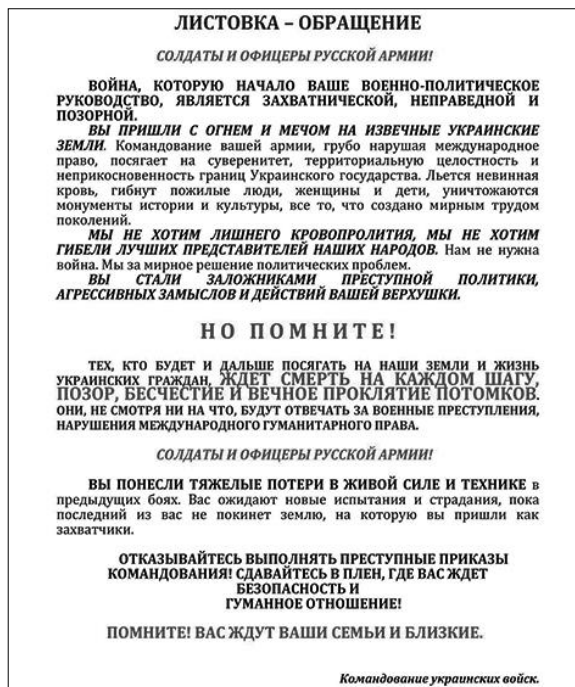 ЛИСТОВКА – ОБРАЩЕНИЕ
СОЛДАТЫ И ОФИЦЕРЫ РУССКОЙ АРМИИ!
ВОЙНА, КОТОРУЮ НАЧАЛО ВАШЕ ВОЕННО-ПОЛИТИЧЕСКОЕ
РУКОВОДСТВО, ЯВЛЯЕТСЯ ЗАХВАТНИЧЕСКОЙ, НЕПРАВЕДНОЙ И
ПОЗОРНОЙ.
ВЫ ПРИШЛИ С ОГНЕМ И МЕЧОМ НА ИЗВЕЧНЫЕ УКРАИНСКИЕ
ЗЕМЛИ. Командование вашей армии, грубо нарушая международное
право, посягает на суверенитет, территориальную целостность и
неприкосновенность границ Украинского государства. Льется невинная
кровь, гибнут пожилые люди, женщины и дети, уничтожаются
монументы истории и культуры, все то, что создано мирным трудом
поколений.
МЫ НЕ ХОТИМ ЛИШНЕГО КРОВОПРОЛИТИЯ, МЫ НЕ ХОТИМ
ГИБЕЛИ ЛУЧШИХ ПРЕДСТАВИТЕЛЕЙ НАШИХ НАРОДОВ. Нам не нужна
война. Мы за мирное решение политических проблем.
ВЫ СТАЛИ ЗАЛОЖНИКАМИ ПРЕСТУПНОЙ ПОЛИТИКИ,
АГРЕССИВНЫХ ЗАМЫСЛОВ И ДЕЙСТВИЙ ВАШЕЙ ВЕРХУШКИ.
НО ПОМНИТЕ!
ТЕХ, КТО БУДЕТ И ДАЛЬШЕ ПОСЯГАТЬ НА НАШИ ЗЕМЛИ И ЖИЗНЬ
УКРАИНСКИХ ГРАЖДАН, ЖДЕТ СМЕРТЬ НА КАЖДОМ ШАГУ,
ПОЗОР, БЕСЧЕСТИЕ И ВЕЧНОЕ ПРОКЛЯТИЕ ПОТОМКОВ.
ОНИ, НЕ СМОТРЯ НИ НА ЧТО, БУДУТ ОТВЕЧАТЬ ЗА ВОЕННЫЕ ПРЕСТУПЛЕНИЯ,
НАРУШЕНИЯ МЕЖДУНАРОДНОГО ГУМАНИТАРНОГО ПРАВА.
СОЛДАТЫ И ОФИЦЕРЫ РУССКОЙ АРМИИ!
ВЫ ПОНЕСЛИ ТЯЖЕЛЫЕ ПОТЕРИ В ЖИВОЙ СИЛЕ И ТЕХНИКЕ в
предыдущих боях. Вас ожидают новые испытания и страдания, пока
последний из вас не покинет землю, на которую вы пришли как
захватчики.
ОТКАЗЫВАЙТЕСЬ ВЫПОЛНЯТЬ ПРЕСТУПНЫЕ ПРИКАЗЫ
КОМАНДОВАНИЯ! СДАВАЙТЕСЬ В ПЛЕН, ГДЕ ВАС ЖДЕТ
БЕЗОПАСНОСТЬ И
ГУМАННОЕ ОТНОШЕНИЕ!
ПОМНИТЕ! ВАС ЖДУТ ВАШИ СЕМЬИ И БЛИЗКИЕ.
Командование украинских войск.